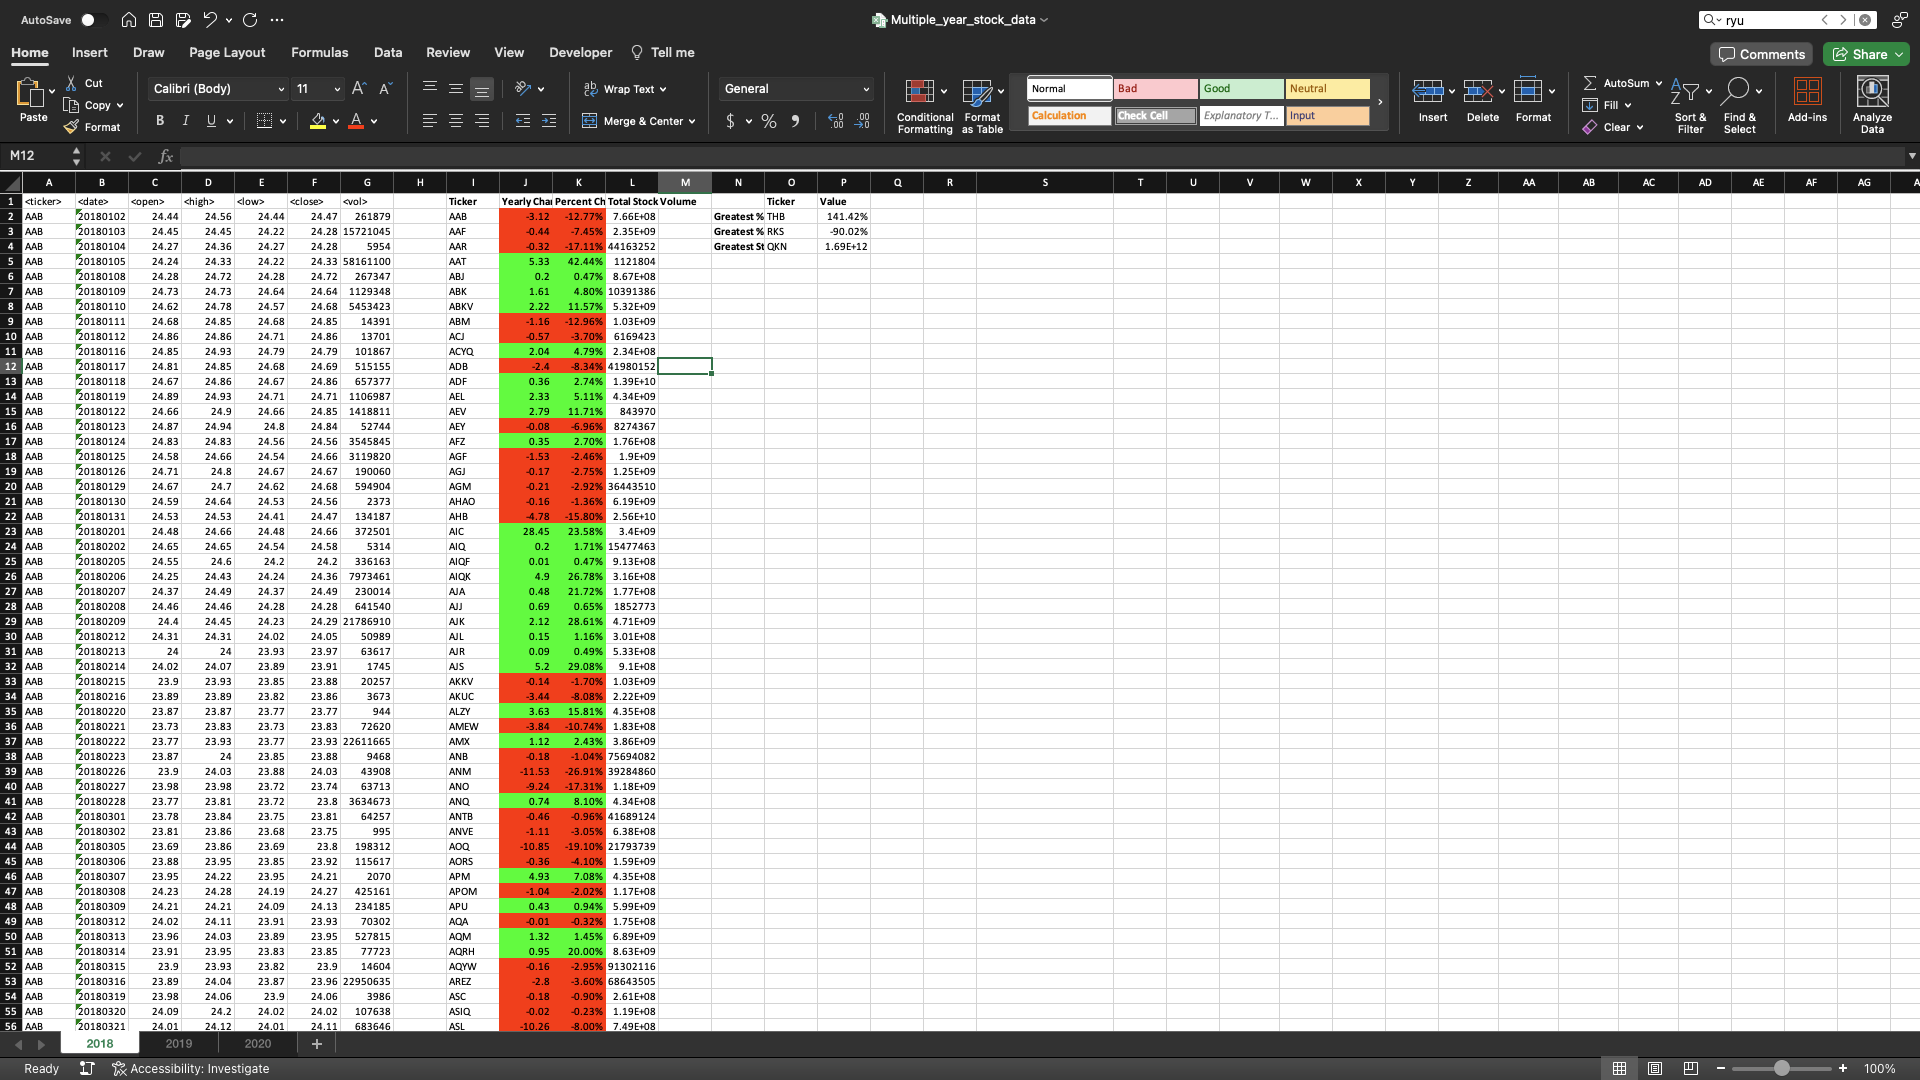 AutoSave
Multiple_year_stock_data
ryu
Home Insert Draw Page Layout Formulas Data Review View Developer Tell me
Comments Share
Paste Cut Copy Format
Calibri (Body) 11
B I U
Wrap Text
Merge & Center
General
$ %
Conditional Formatting
Format as Table
Normal Bad Good Neutral
Calculation Check Cell Explanatory T... Input
Insert Delete Format
AutoSum
Fill
Clear
Sort & Filter
Find & Select
Add-ins
Analyze Data
M12 fx
A B C D E F G H I J K L M N O P Q R S T U V W X Y Z AA AB AC AD AE AF AG A
1 <ticker> <date> <open> <high> <low> <close> <vol> Ticker Yearly Cha Percent Ch Total Stock Volume Ticker Value
2 AAB 20180102 24.44 24.56 24.44 24.47 261879 AAB -3.12 -12.77% 7.66E+08 Greatest % THB 141.42%
3 AAB 20180103 24.45 24.45 24.22 24.28 15721045 AAF -0.44 -7.45% 2.35E+09 Greatest % RKS -90.02%
4 AAB 20180104 24.27 24.36 24.27 24.28 5954 AAR -0.32 -17.11% 44163252 Greatest St QKN 1.69E+12
5 AAB 20180105 24.24 24.33 24.22 24.33 58161100 AAT 5.33 42.44% 1121804
6 AAB 20180108 24.28 24.72 24.28 24.72 267347 ABJ 0.2 0.47% 8.67E+08
7 AAB 20180109 24.73 24.73 24.64 24.64 1129348 ABK 1.61 4.80% 10391386
8 AAB 20180110 24.62 24.78 24.57 24.68 5453423 ABKV 2.22 11.57% 5.32E+09
9 AAB 20180111 24.68 24.85 24.68 24.85 14391 ABM -1.16 -12.96% 1.03E+09
10 AAB 20180112 24.86 24.86 24.71 24.86 13701 ACJ -0.57 -3.70% 6169423
11 AAB 20180116 24.85 24.93 24.79 24.79 101867 ACYQ 2.04 4.79% 2.34E+08
12 AAB 20180117 24.81 24.85 24.68 24.69 515155 ADB -2.4 -8.34% 41980152
13 AAB 20180118 24.67 24.86 24.67 24.86 657377 ADF 0.36 2.74% 1.39E+10
14 AAB 20180119 24.89 24.93 24.71 24.71 1106987 AEL 2.33 5.11% 4.34E+09
15 AAB 20180122 24.66 24.9 24.66 24.85 1418811 AEV 2.79 11.71% 843970
16 AAB 20180123 24.87 24.94 24.8 24.84 52744 AEY -0.08 -6.96% 8274367
17 AAB 20180124 24.83 24.83 24.56 24.56 3545845 AFZ 0.35 2.70% 1.76E+08
18 AAB 20180125 24.58 24.66 24.54 24.66 3119820 AGF -1.53 -2.46% 1.9E+09
19 AAB 20180126 24.71 24.8 24.67 24.67 190060 AGJ -0.17 -2.75% 1.25E+09
20 AAB 20180129 24.67 24.7 24.62 24.68 594904 AGM -0.21 -2.92% 36443510
21 AAB 20180130 24.59 24.64 24.53 24.56 2373 AHAO -0.16 -1.36% 6.19E+09
22 AAB 20180131 24.53 24.53 24.41 24.47 134187 AHB -4.78 -15.80% 2.56E+10
23 AAB 20180201 24.48 24.66 24.48 24.66 372501 AIC 28.45 23.58% 3.4E+09
24 AAB 20180202 24.65 24.65 24.54 24.58 5314 AIQ 0.2 1.71% 15477463
25 AAB 20180205 24.55 24.6 24.2 24.2 336163 AIQF 0.01 0.47% 9.13E+08
26 AAB 20180206 24.25 24.43 24.24 24.36 7973461 AIQK 4.9 26.78% 3.16E+08
27 AAB 20180207 24.37 24.49 24.37 24.49 230014 AJA 0.48 21.72% 1.77E+08
28 AAB 20180208 24.46 24.46 24.28 24.28 641540 AJJ 0.69 0.65% 1852773
29 AAB 20180209 24.4 24.45 24.23 24.29 21786910 AJK 2.12 28.61% 4.71E+09
30 AAB 20180212 24.31 24.31 24.02 24.05 50989 AJL 0.15 1.16% 3.01E+08
31 AAB 20180213 24 24 23.93 23.97 63617 AJR 0.09 0.49% 5.33E+08
32 AAB 20180214 24.02 24.07 23.89 23.91 1745 AJS 5.2 29.08% 9.1E+08
33 AAB 20180215 23.9 23.93 23.85 23.88 20257 AKKV -0.14 -1.70% 1.03E+09
34 AAB 20180216 23.89 23.89 23.82 23.86 3673 AKUC -3.44 -8.08% 2.22E+09
35 AAB 20180220 23.87 23.87 23.77 23.77 944 ALZY 3.63 15.81% 4.35E+08
36 AAB 20180221 23.73 23.83 23.73 23.83 72620 AMEW -3.84 -10.74% 1.83E+08
37 AAB 20180222 23.77 23.93 23.77 23.93 22611665 AMX 1.12 2.43% 3.86E+09
38 AAB 20180223 23.87 24 23.85 23.88 9468 ANB -0.18 -1.04% 75694082
39 AAB 20180226 23.9 24.03 23.88 24.03 43908 ANM -11.53 -26.91% 39284860
40 AAB 20180227 23.98 23.98 23.72 23.74 63713 ANO -9.24 -17.31% 1.18E+09
41 AAB 20180228 23.77 23.81 23.72 23.8 3634673 ANQ 0.74 8.10% 4.34E+08
42 AAB 20180301 23.78 23.84 23.75 23.81 64257 ANTB -0.46 -0.96% 41689124
43 AAB 20180302 23.81 23.86 23.68 23.75 995 ANVE -1.11 -3.05% 6.38E+08
44 AAB 20180305 23.69 23.86 23.69 23.8 198312 AOQ -10.85 -19.10% 21793739
45 AAB 20180306 23.88 23.95 23.85 23.92 115617 AORS -0.36 -4.10% 1.59E+09
46 AAB 20180307 23.95 24.22 23.95 24.21 2070 APM 4.93 7.08% 4.35E+08
47 AAB 20180308 24.23 24.28 24.19 24.27 425161 APOM -1.04 -2.02% 1.17E+08
48 AAB 20180309 24.21 24.21 24.09 24.13 234185 APU 0.43 0.94% 5.99E+09
49 AAB 20180312 24.02 24.11 23.91 23.93 70302 AQA -0.01 -0.32% 1.75E+08
50 AAB 20180313 23.96 24.03 23.89 23.95 527815 AQM 1.32 1.45% 6.89E+09
51 AAB 20180314 23.91 23.95 23.83 23.85 77723 AQRH 0.95 20.00% 8.63E+09
52 AAB 20180315 23.9 23.93 23.82 23.9 14604 AQYW -0.16 -2.95% 91302116
53 AAB 20180316 23.89 24.04 23.87 23.96 22950635 AREZ -2.8 -3.60% 68643505
54 AAB 20180319 23.98 24.06 23.9 24.06 3986 ASC -0.18 -0.90% 2.61E+08
55 AAB 20180320 24.09 24.2 24.02 24.02 107638 ASIQ -0.02 -0.23% 1.19E+08
56 AAB 20180321 24.01 24.12 24.01 24.11 683646 ASL -10.26 -8.00% 7.49E+08
2018 2019 2020
Ready Accessibility: Investigate 100%